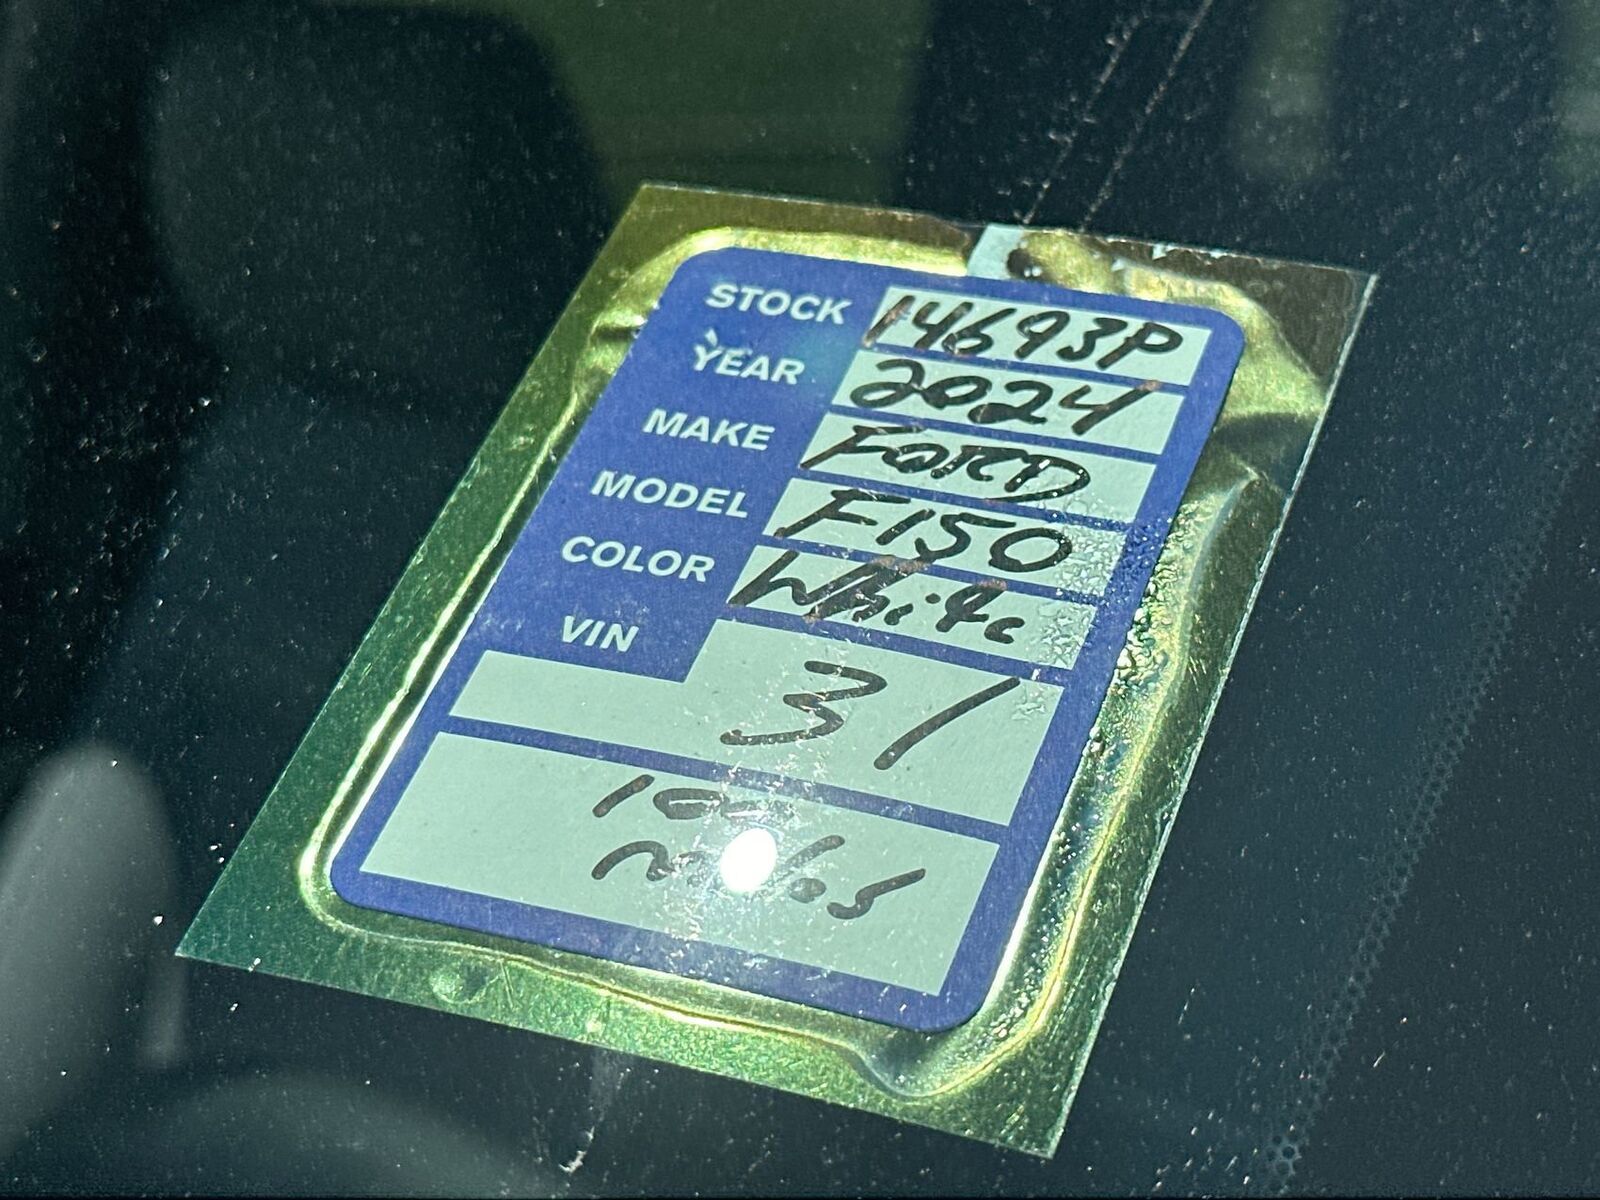 STOCK 14693P
YEAR 2024
MAKE FORD
MODEL F150
COLOR White
VIN
31